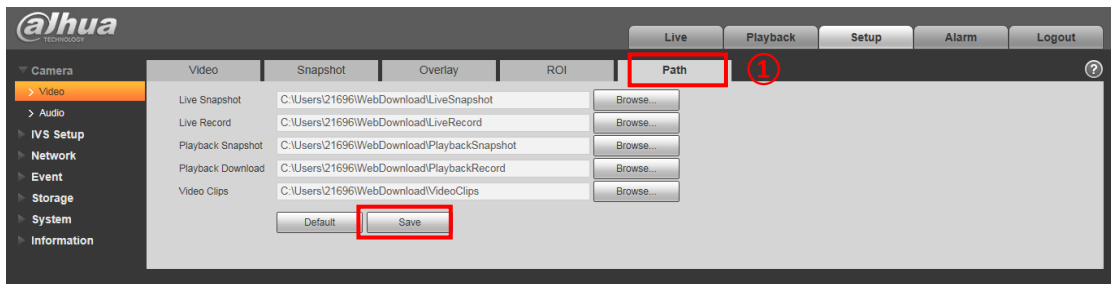 alhua
TECHNOLOGY
Live Playback Setup Alarm Logout
Camera
Video Snapshot Overlay ROI Path ① ?
> Video
> Audio
IVS Setup
Network
Event
Storage
System
Information
Live Snapshot C:\Users\21696\WebDownload\LiveSnapshot Browse...
Live Record C:\Users\21696\WebDownload\LiveRecord Browse...
Playback Snapshot C:\Users\21696\WebDownload\PlaybackSnapshot Browse...
Playback Download C:\Users\21696\WebDownload\PlaybackRecord Browse...
Video Clips C:\Users\21696\WebDownload\VideoClips Browse...
Default Save